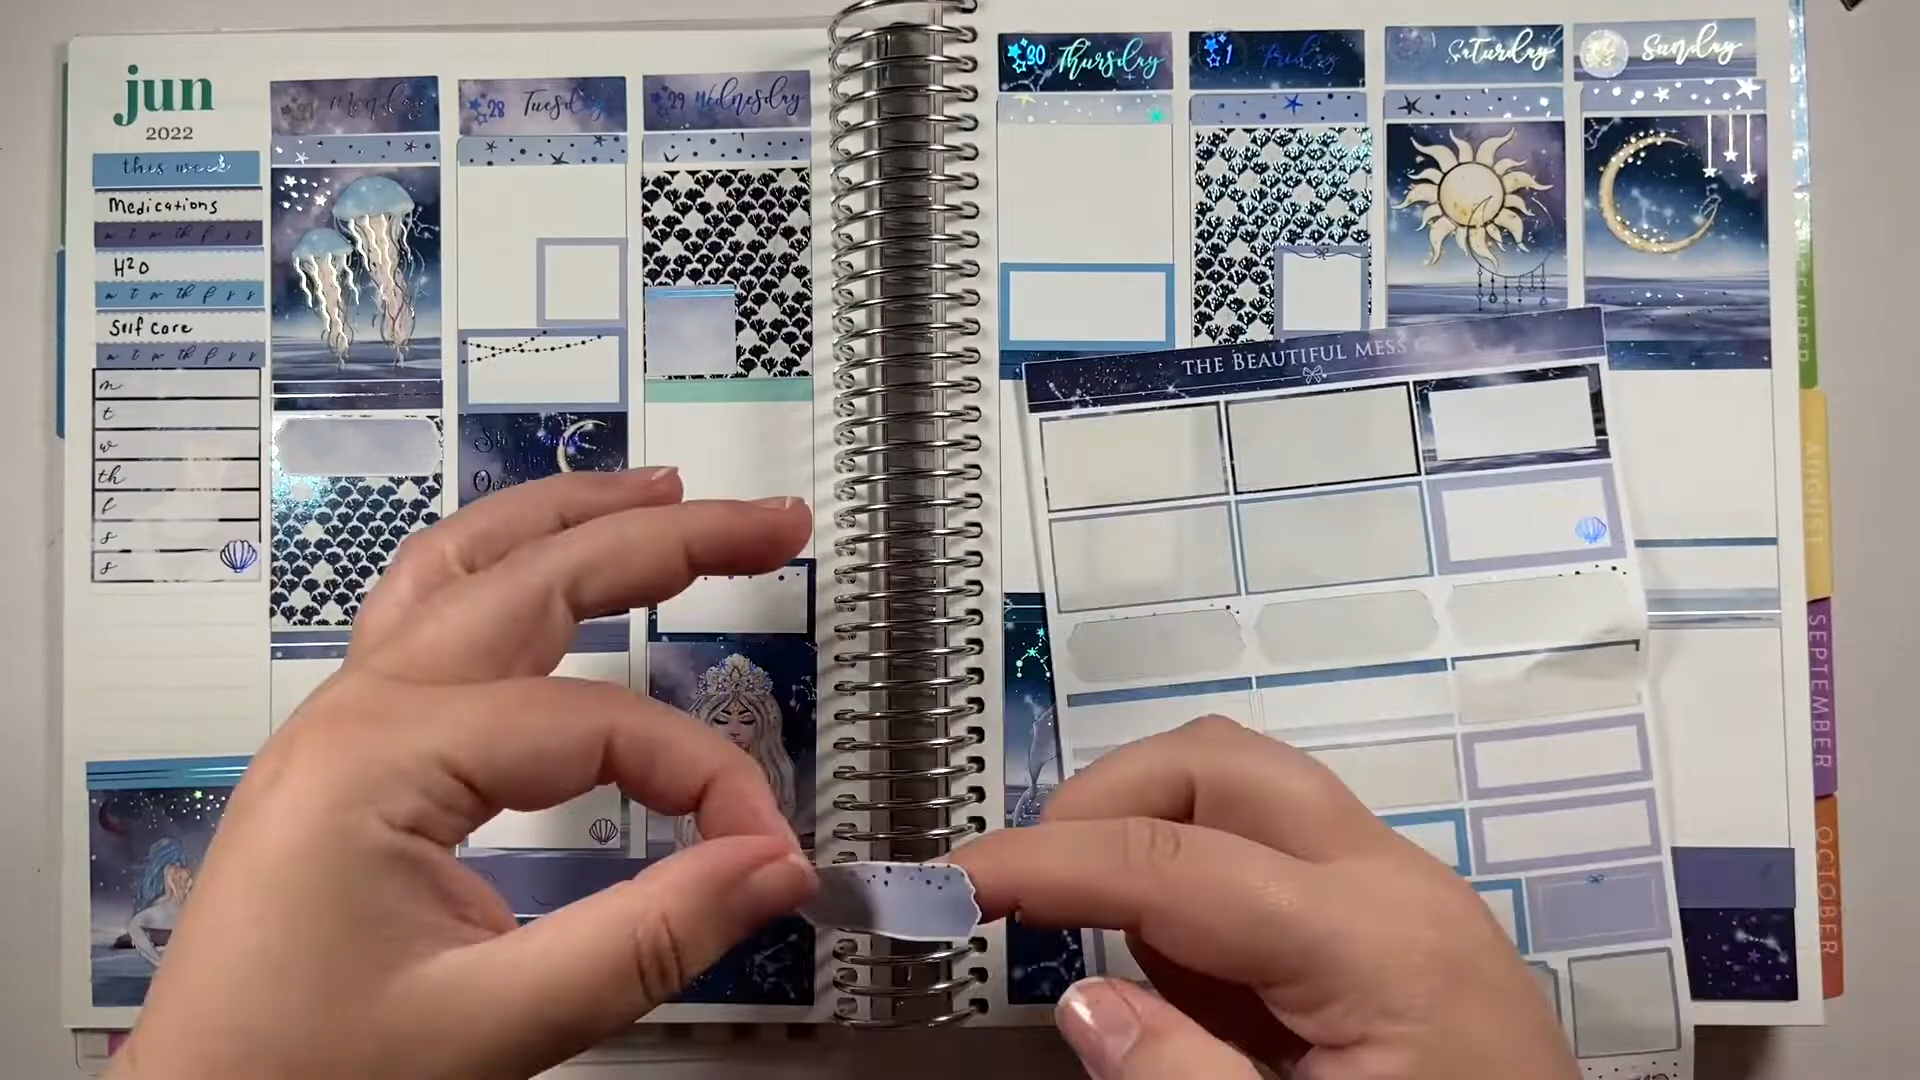 jun
2022
this week
Medications
m t w th f s s
H2O
m t w th f s s
Self Care
m t w th f s s
m
t
w
th
f
s
s
Monday
28 Tuesday
29 Wednesday
30 Thursday
1 Friday
Saturday
Sunday
THE BEAUTIFUL MESS
AUGUST
SEPTEMBER
OCTOBER